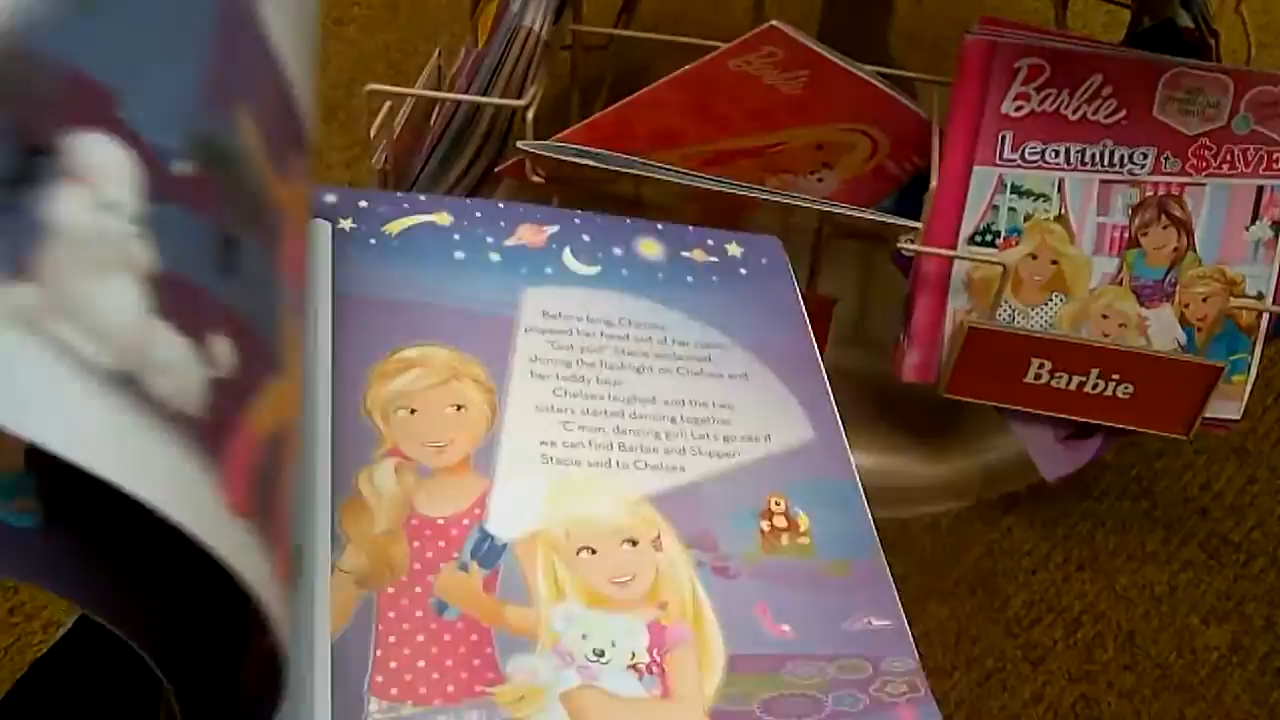 Barbie
Barbie
Learning to $AVE
Barbie
Before long, Chelsea
popped her head out of her room.
"Got you!" Stacie exclaimed,
shining the flashlight on Chelsea and
her teddy bear.
Chelsea laughed, and the two
sisters started dancing together.
"C'mon, dancing girl! Let's go see if
we can find Barbie and Skipper,"
Stacie said to Chelsea.